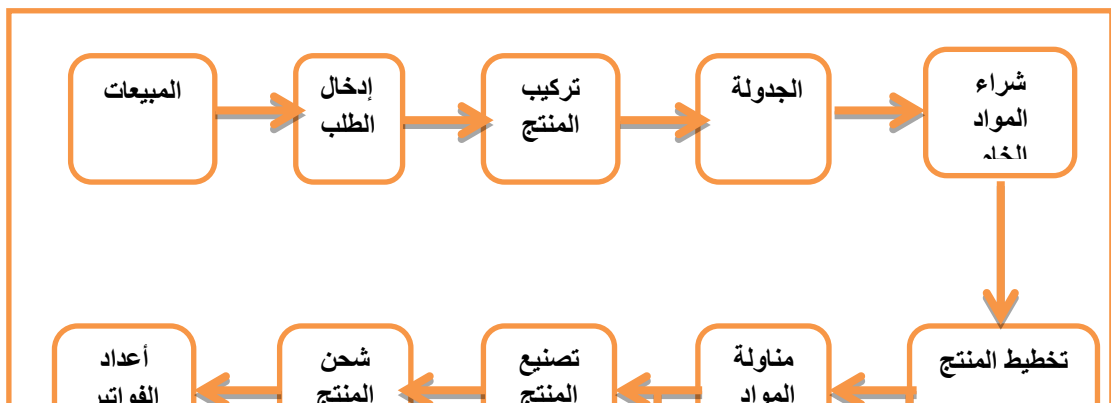 المبيعات
إدخال
الطلب
تركيب
المنتج
الجدولة
شراء
المواد
الخام
تخطيط المنتج
مناولة
المواد
تصنيع
المنتج
شحن
المنتج
أعداد
الفواتير